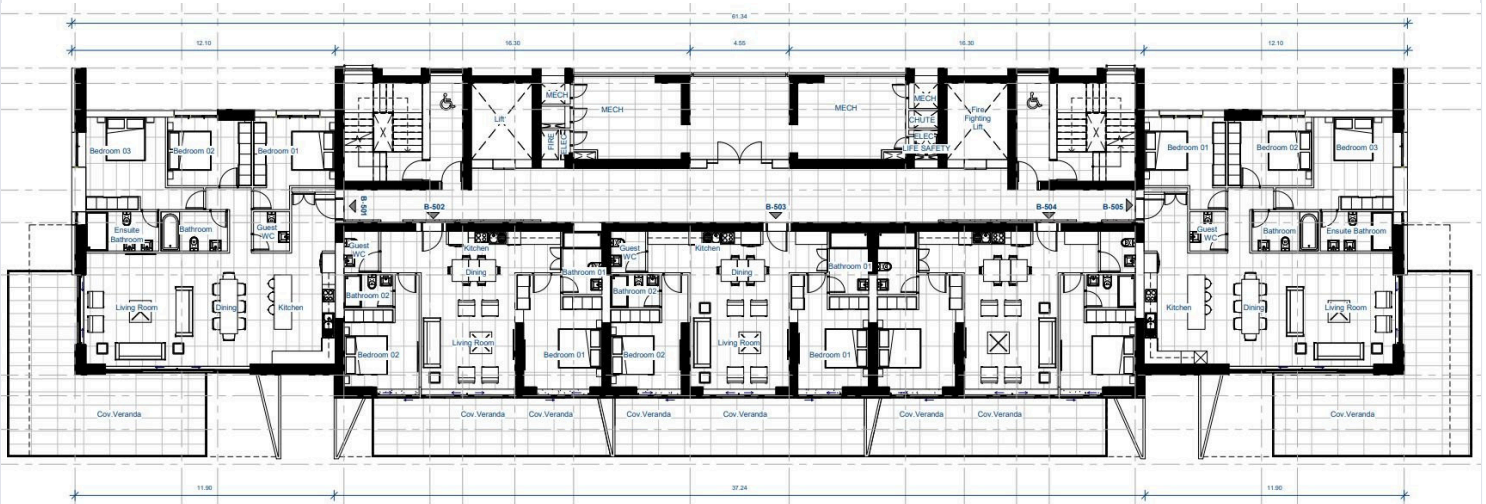 61.34
12.10
16.30
4.55
16.30
12.10
MECH
MECH
Lift
FIRE
ELEC
MECH
MECH
CHUTE
ELEC
LIFE SAFETY
Fire
Fighting
Lift
Bedroom 03
Bedroom 02
Bedroom 01
Bedroom 01
Bedroom 02
Bedroom 03
B-501
B-502
B-503
B-504
B-505
Ensuite
Bathroom
Bathroom
Guest
WC
Guest
WC
Kitchen
Dining
Bathroom 01
Bathroom 02
Guest
WC
Kitchen
Dining
Bathroom 01
Bathroom 02
Guest
WC
Bathroom
Ensuite Bathroom
Living Room
Dining
Kitchen
Bedroom 02
Living Room
Bedroom 01
Bedroom 02
Living Room
Bedroom 01
Kitchen
Dining
Living Room
Cov.Veranda
Cov.Veranda
Cov.Veranda
Cov.Veranda
Cov.Veranda
Cov.Veranda
Cov.Veranda
Cov.Veranda
11.90
37.24
11.90